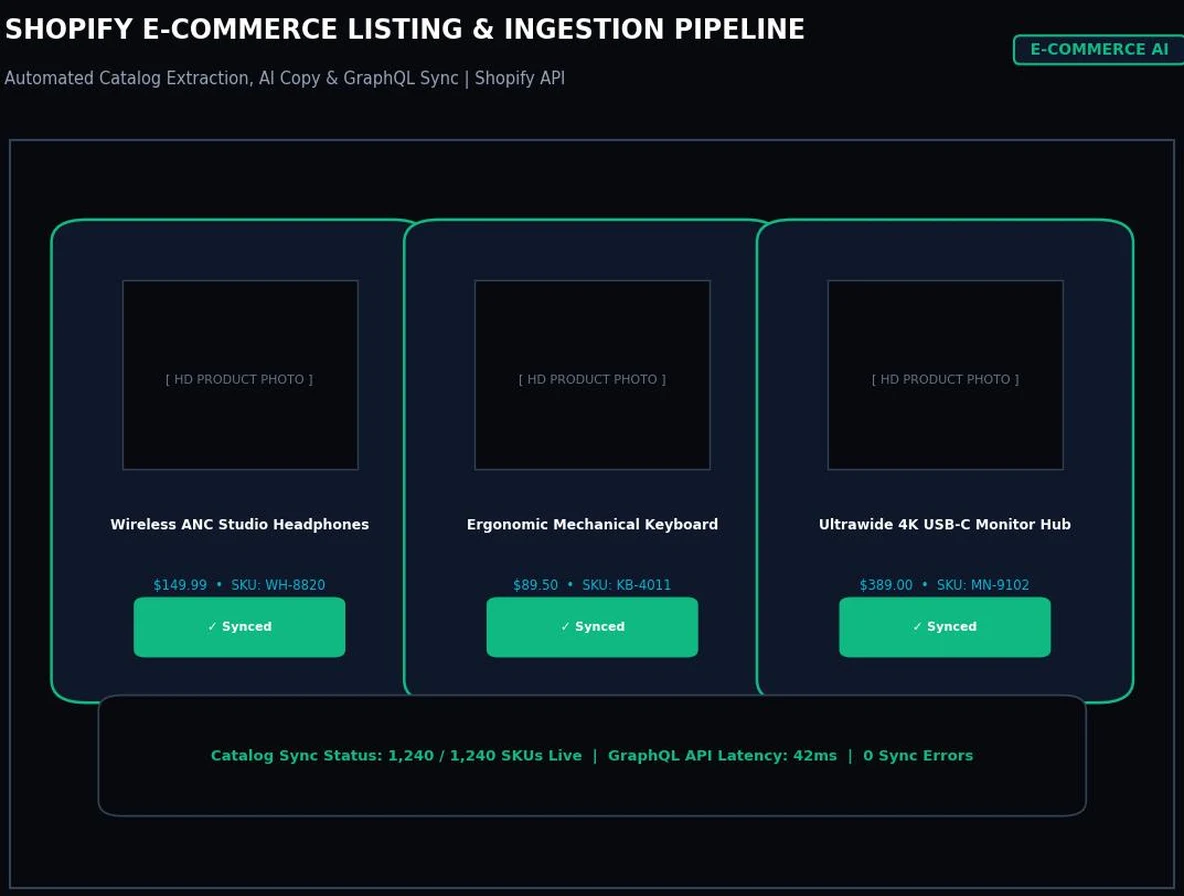 SHOPIFY E-COMMERCE LISTING & INGESTION PIPELINE
E-COMMERCE AI
Automated Catalog Extraction, AI Copy & GraphQL Sync | Shopify API
[ HD PRODUCT PHOTO ]
Wireless ANC Studio Headphones
$149.99 • SKU: WH-8820
✓ Synced
[ HD PRODUCT PHOTO ]
Ergonomic Mechanical Keyboard
$89.50 • SKU: KB-4011
✓ Synced
[ HD PRODUCT PHOTO ]
Ultrawide 4K USB-C Monitor Hub
$389.00 • SKU: MN-9102
✓ Synced
Catalog Sync Status: 1,240 / 1,240 SKUs Live | GraphQL API Latency: 42ms | 0 Sync Errors